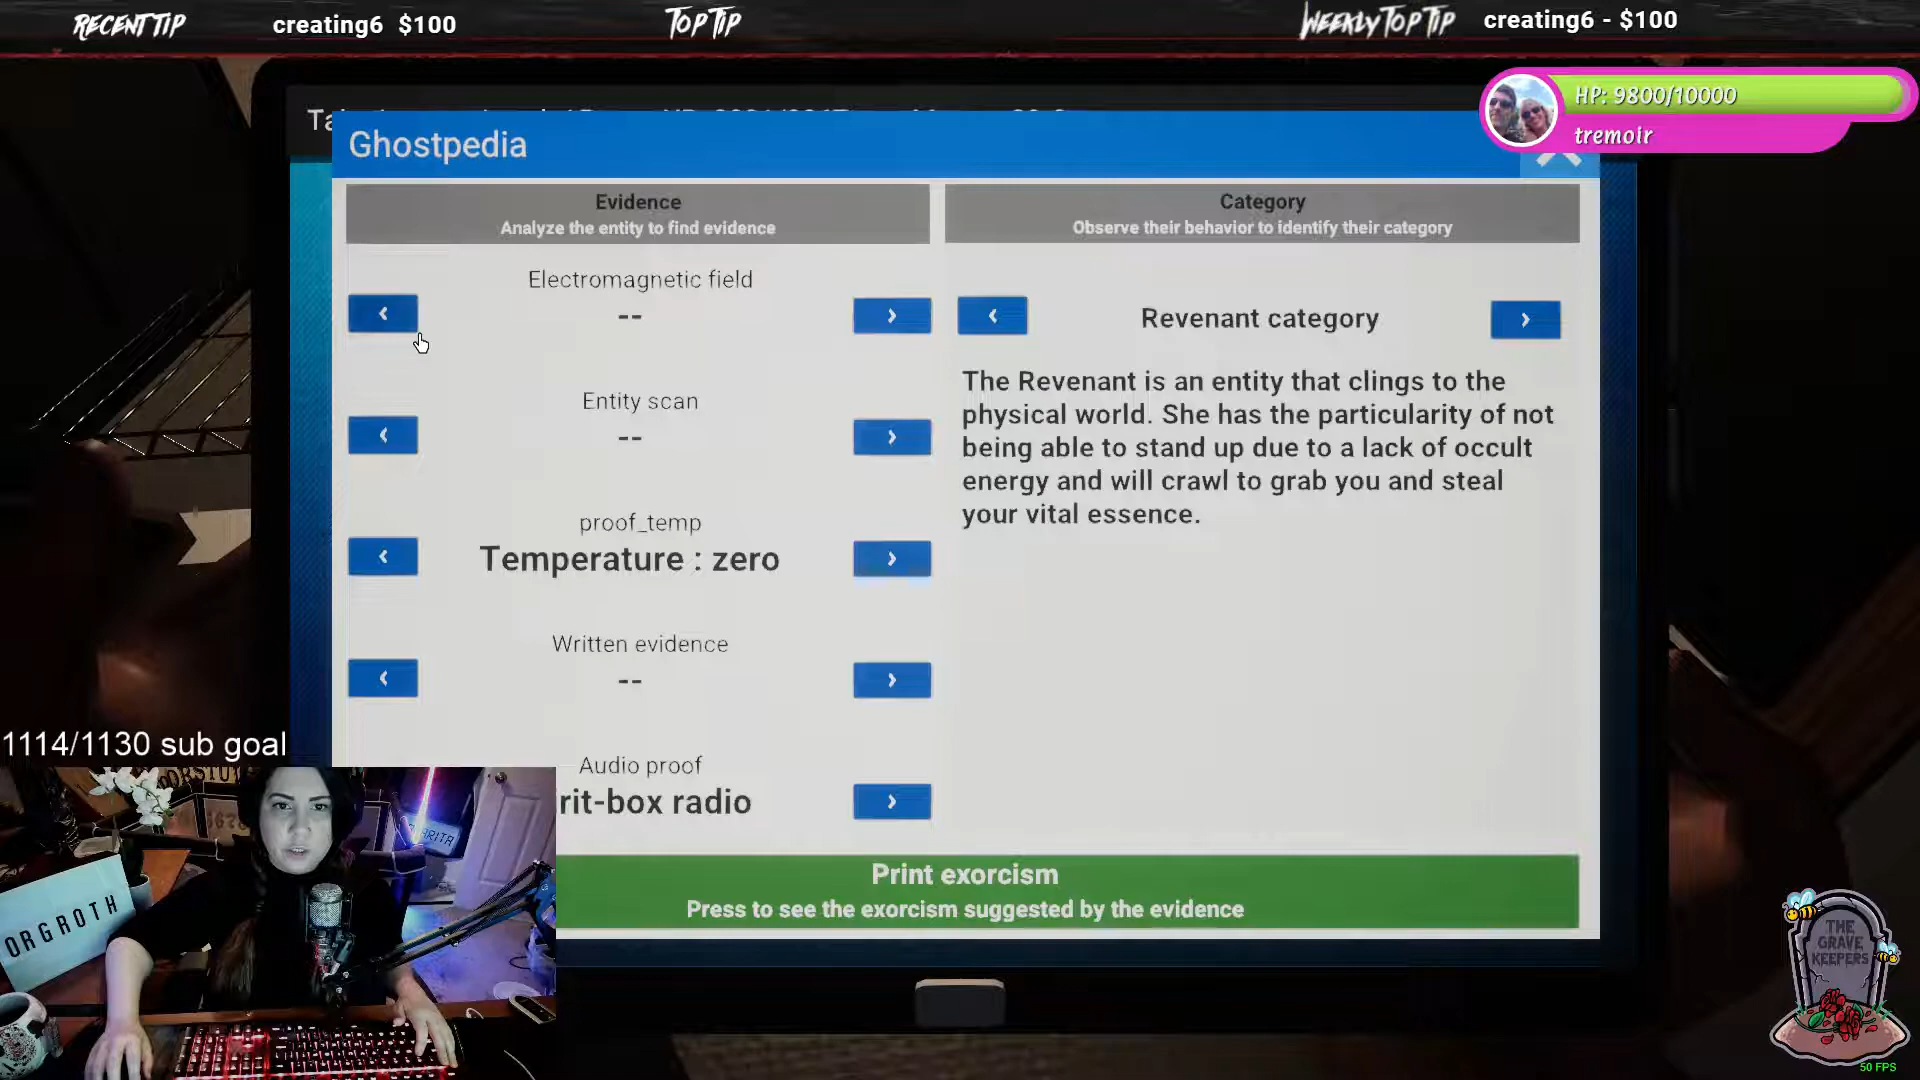 RECENT TIP
creating6 $100
TOP TIP
WEEKLY TOP TIP
creating6 - $100
HP: 9800/10000
tremoir
Ghostpedia
Evidence
Analyze the entity to find evidence
Category
Observe their behavior to identify their category
Electromagnetic field
--
Revenant category
The Revenant is an entity that clings to the
physical world. She has the particularity of not
being able to stand up due to a lack of occult
energy and will crawl to grab you and steal
your vital essence.
Entity scan
--
proof_temp
Temperature : zero
Written evidence
--
Audio proof
rit-box radio
Print exorcism
Press to see the exorcism suggested by the evidence
1114/1130 sub goal
ORGROTH
THE
GRAVE
KEEPERS
50 FPS